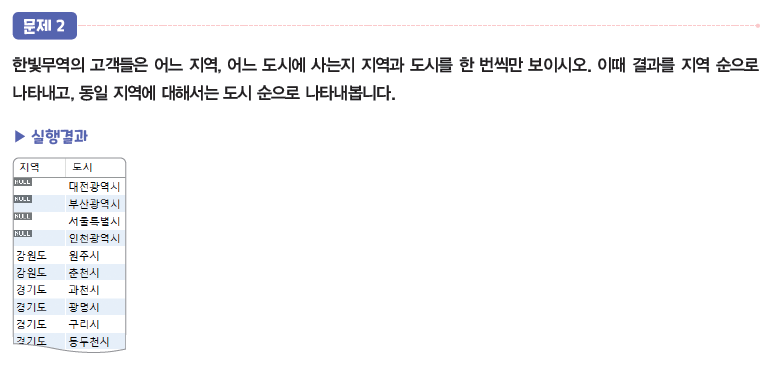 문제 2
한빛무역의 고객들은 어느 지역, 어느 도시에 사는지 지역과 도시를 한 번씩만 보이시오. 이때 결과를 지역 순으로
나타내고, 동일 지역에 대해서는 도시 순으로 나타내봅니다.
▶ 실행결과
지역 도시
NULL 대전광역시
NULL 부산광역시
NULL 서울특별시
NULL 인천광역시
강원도 원주시
강원도 춘천시
경기도 과천시
경기도 광명시
경기도 구리시
경기도 동두천시